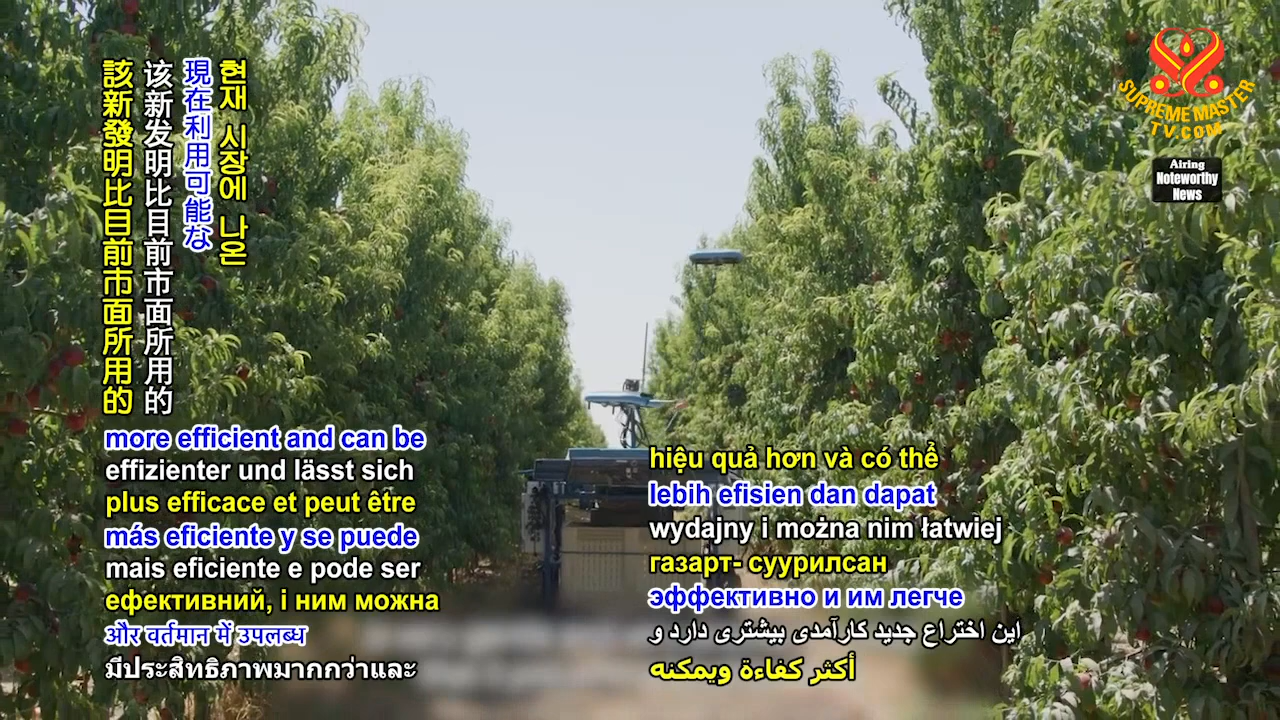 現在利用可能な
현재 시장에 나온
该新发明比目前市面所用的
該新發明比目前市面所用的
more efficient and can be
effizienter und lässt sich
plus efficace et peut être
más eficiente y se puede
mais eficiente e pode ser
ефективний, і ним можна
और वर्तमान में उपलब्ध
มีประสิทธิภาพมากกว่าและ
hiệu quả hơn và có thể
lebih efisien dan dapat
wydajny i można nim łatwiej
газарт- суурилсан
эффективно и им легче
این اختراع جدید کارآمدی بیشتری دارد و
أكثر كفاءة ويمكنه
SUPREME MASTER
TV.COM
Airing
Noteworthy
News